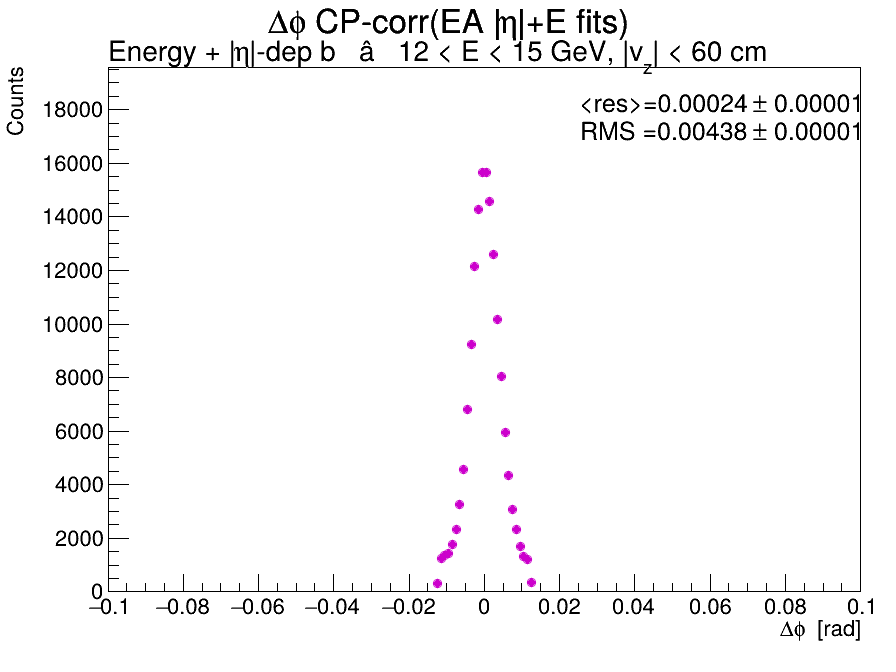 Δϕ CP-corr(EA |η|+E fits)
Energy + |η|-dep b â 12 < E < 15 GeV, |v_z| < 60 cm
<res>=0.00024 ± 0.00001
RMS =0.00438 ± 0.00001
Counts
18000
16000
14000
12000
10000
8000
6000
4000
2000
0
−0.1 −0.08 −0.06 −0.04 −0.02 0 0.02 0.04 0.06 0.08 0.1
Δϕ [rad]